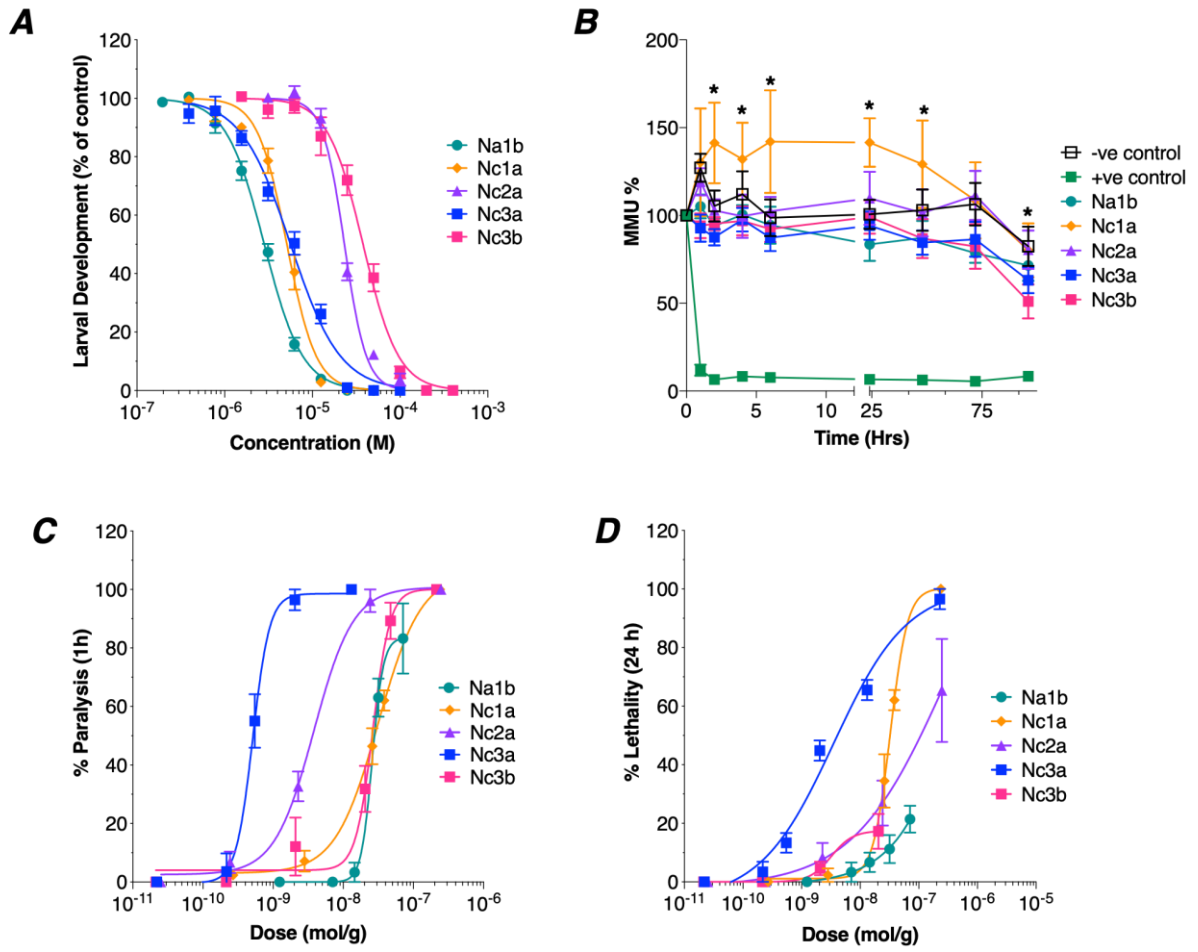 A
120
100
80
60
40
20
0
Larval Development (% of control)
10-7 10-6 10-5 10-4 10-3
Concentration (M)
Na1b
Nc1a
Nc2a
Nc3a
Nc3b
B
200
150
100
50
0
MMU %
* * * * * *
0 5 10 25 75
Time (Hrs)
-ve control
+ve control
Na1b
Nc1a
Nc2a
Nc3a
Nc3b
C
120
100
80
60
40
20
0
% Paralysis (1h)
10-11 10-10 10-9 10-8 10-7 10-6
Dose (mol/g)
Na1b
Nc1a
Nc2a
Nc3a
Nc3b
D
120
100
80
60
40
20
0
% Lethality (24 h)
10-11 10-10 10-9 10-8 10-7 10-6 10-5
Dose (mol/g)
Na1b
Nc1a
Nc2a
Nc3a
Nc3b